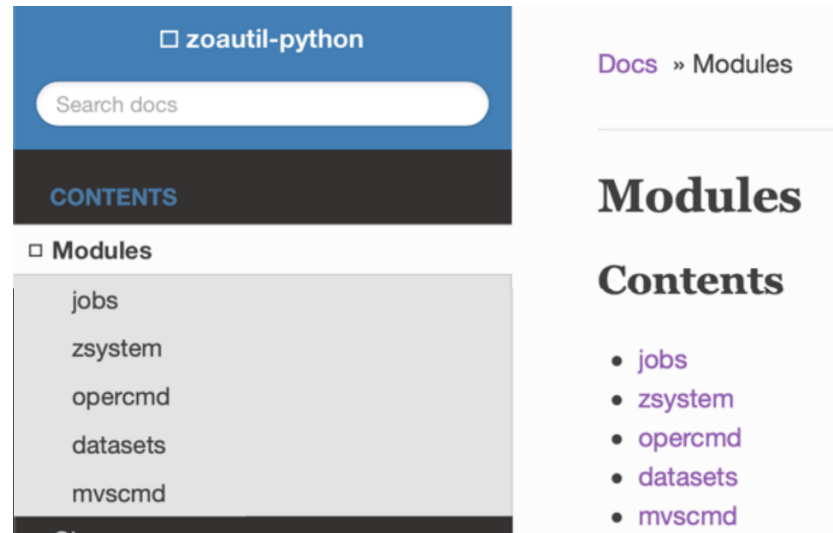 zoautil-python
Search docs
CONTENTS
Modules
jobs
zsystem
opercmd
datasets
mvscmd
Docs » Modules
Modules
Contents
• jobs
• zsystem
• opercmd
• datasets
• mvscmd